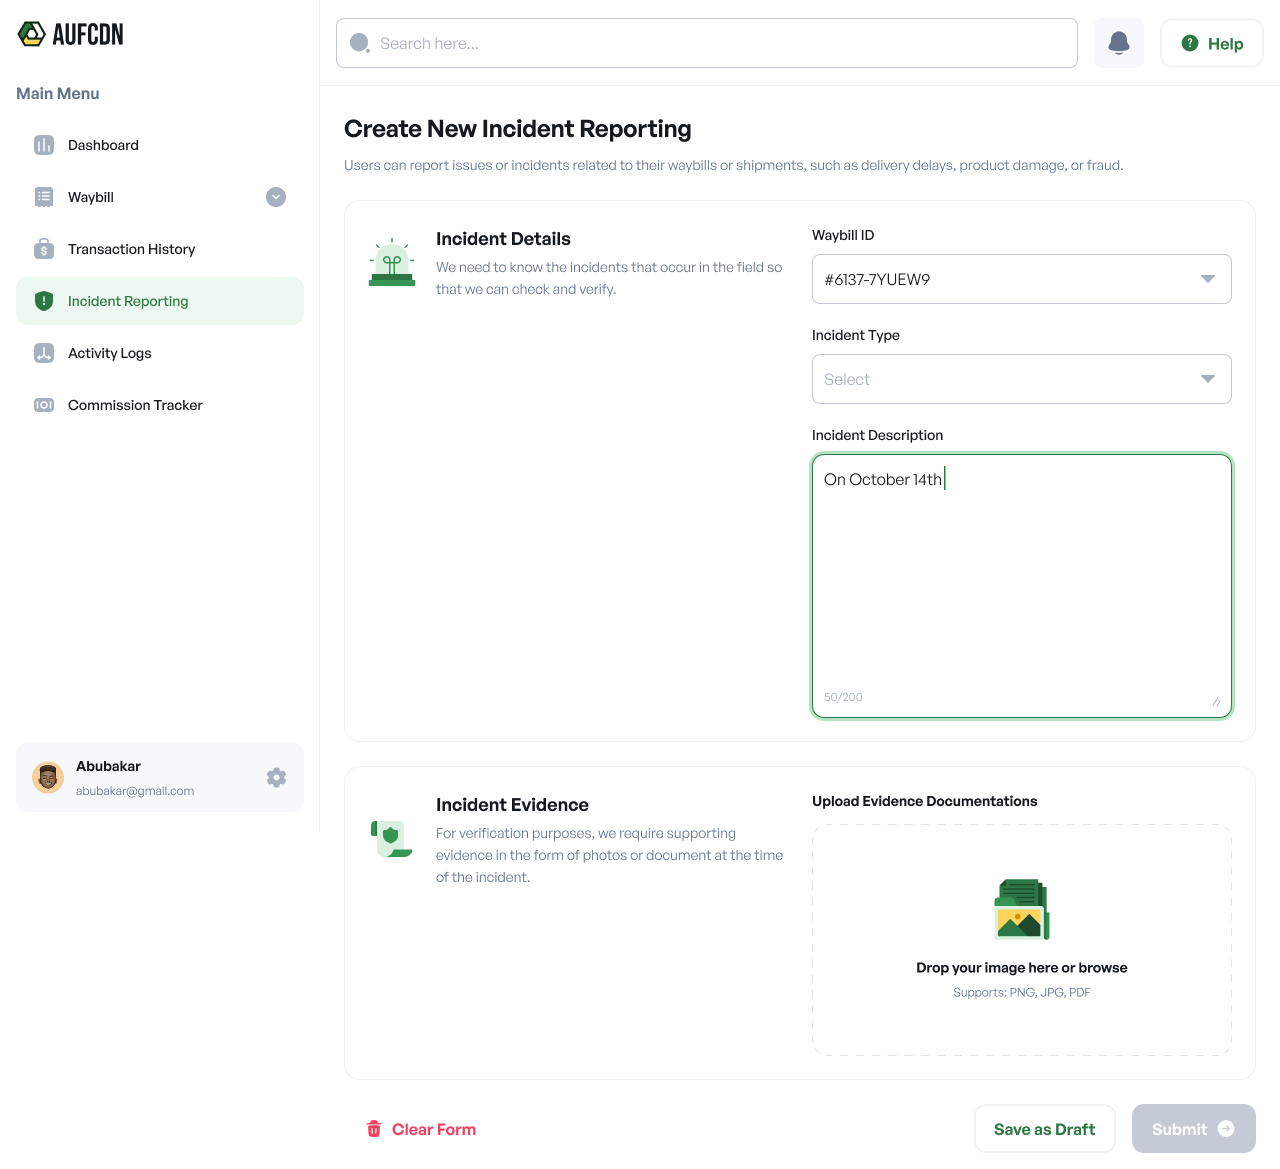 AUFCDN
Search here...
Help
Main Menu
Dashboard
Waybill
Transaction History
Incident Reporting
Activity Logs
Commission Tracker
Abubakar
abubakar@gmail.com
Create New Incident Reporting
Users can report issues or incidents related to their waybills or shipments, such as delivery delays, product damage, or fraud.
Incident Details
We need to know the incidents that occur in the field so
that we can check and verify.
Waybill ID
#6137-7YUEW9
Incident Type
Select
Incident Description
On October 14th
50/200
Incident Evidence
For verification purposes, we require supporting
evidence in the form of photos or document at the time
of the incident.
Upload Evidence Documentations
Drop your image here or browse
Supports: PNG, JPG, PDF
Clear Form
Save as Draft
Submit